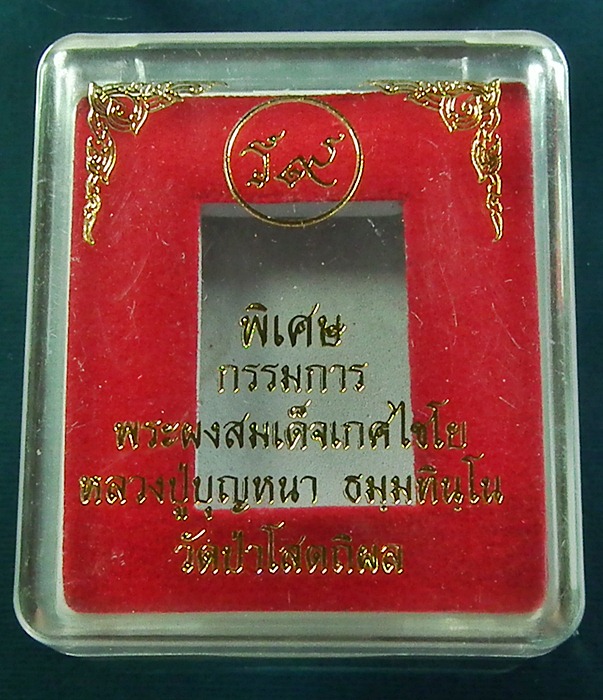 ร ๙
พิเศษ
กรรมการ
พระผงสมเด็จเกศไชโย
หลวงปู่บุญหนา ธมฺมทินฺโน
วัดป่าโสตถิผล